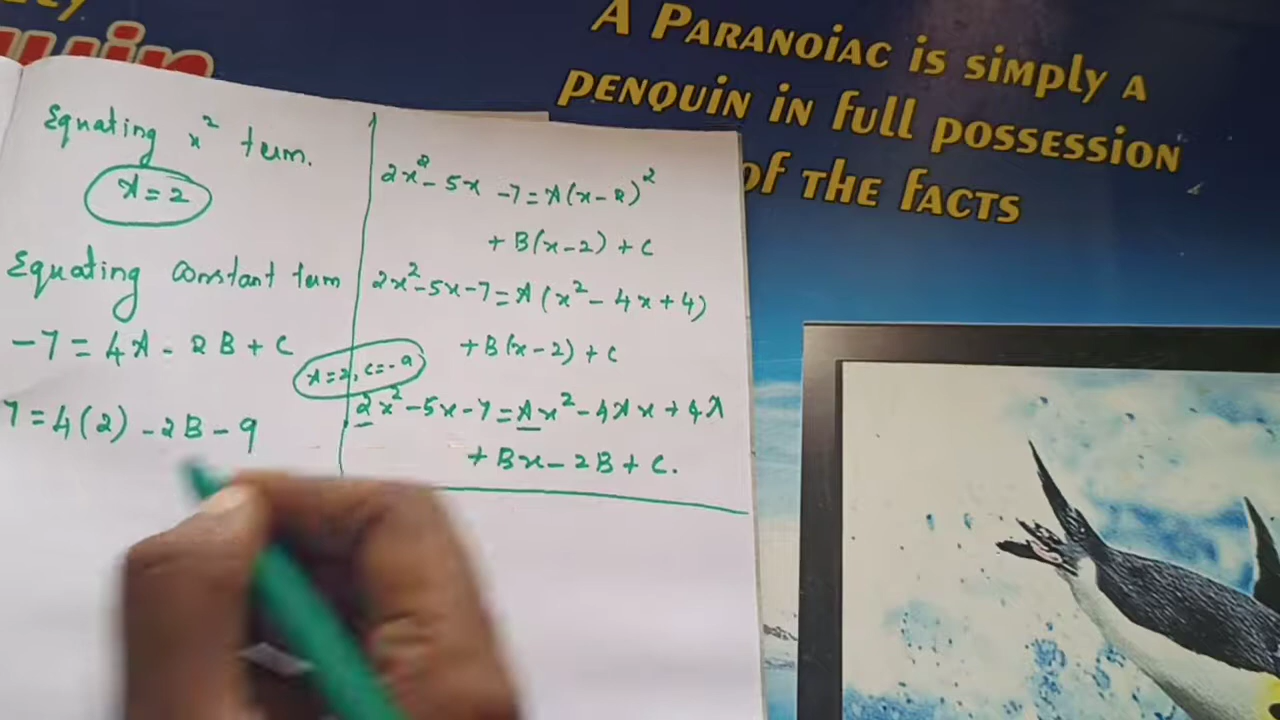 A PARANOiAC iS siMPly A
PENQUiN iN full POSSESSiON
of THE fACTS
Equating x² term.
A = 2
Equating constant term
-7 = 4A - 2B + C
7 = 4(2) - 2B - 9
2x² - 5x - 7 = A(x-2)²
+ B(x-2) + C
2x² - 5x - 7 = A(x² - 4x + 4)
+ B(x-2) + C
A = 2, C = -9
2x² - 5x - 7 = Ax² - 4Ax + 4A
+ Bx - 2B + C.